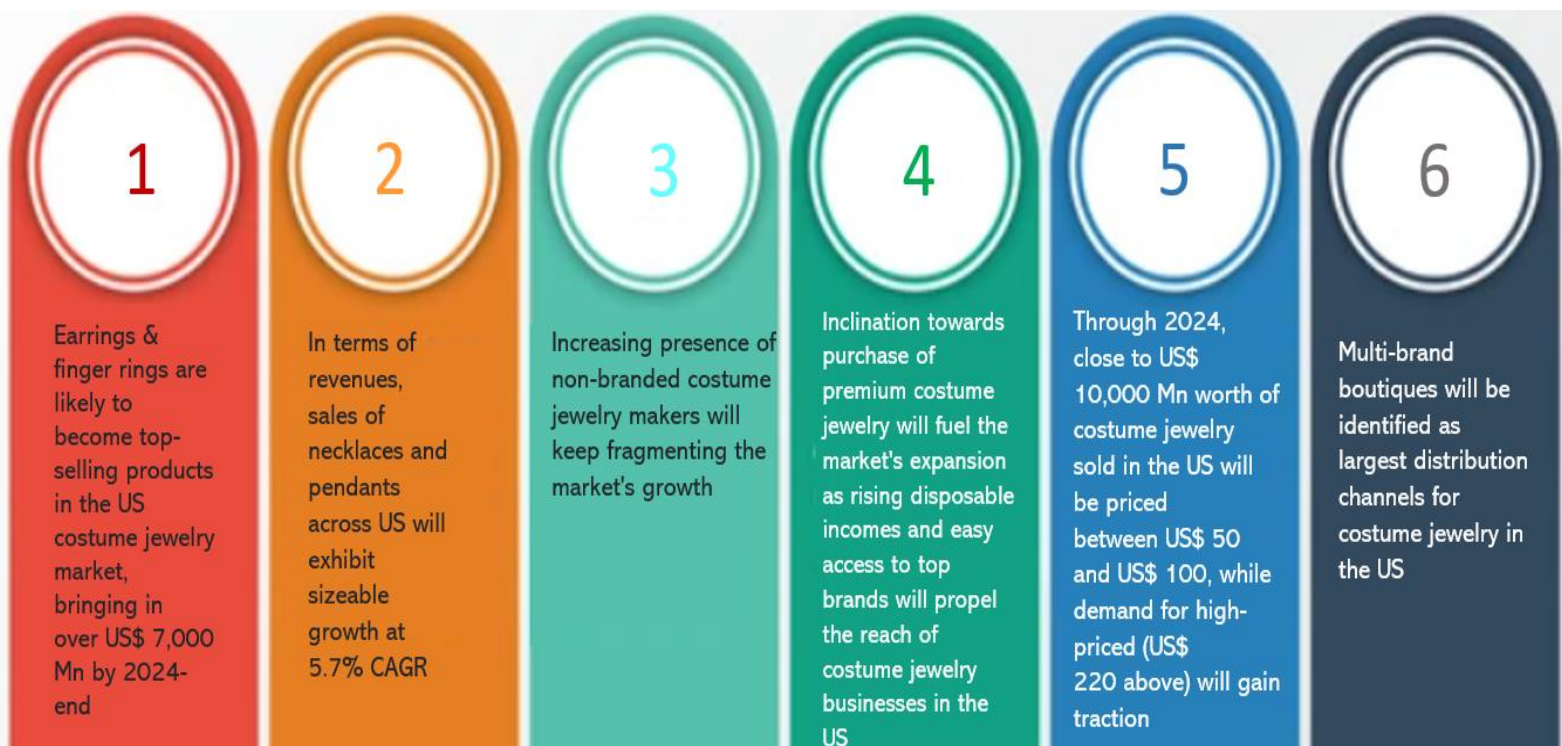 1
Earrings &
finger rings are
likely to
become top-
selling products
in the US
costume jewelry
market,
bringing in
over US$ 7,000
Mn by 2024-
end
2
In terms of
revenues,
sales of
necklaces and
pendants
across US will
exhibit
sizeable
growth at
5.7% CAGR
3
Increasing presence of
non-branded costume
jewelry makers will
keep fragmenting the
market's growth
4
Inclination towards
purchase of
premium costume
jewelry will fuel the
market's expansion
as rising disposable
incomes and easy
access to top
brands will propel
the reach of
costume jewelry
businesses in the
US
5
Through 2024,
close to US$
10,000 Mn worth of
costume jewelry
sold in the US will
be priced
between US$ 50
and US$ 100, while
demand for high-
priced (US$
220 above) will gain
traction
6
Multi-brand
boutiques will be
identified as
largest distribution
channels for
costume jewelry in
the US